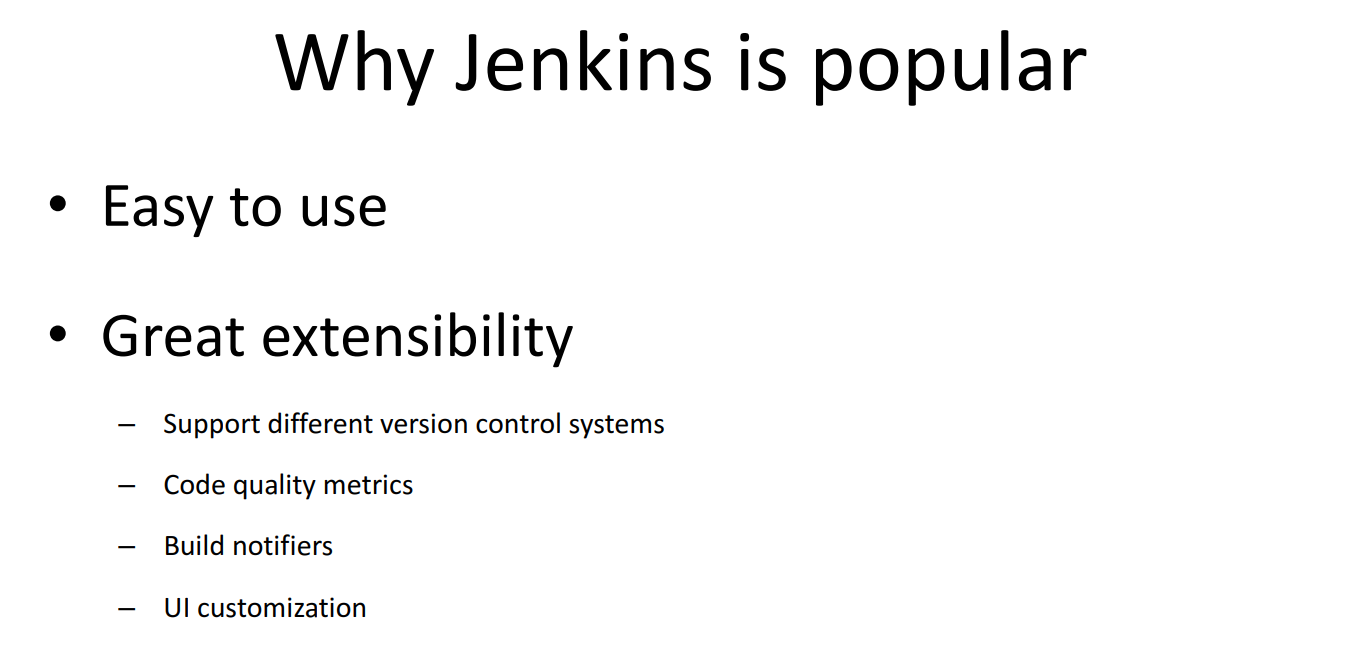 Why Jenkins is popular
• Easy to use
• Great extensibility
– Support different version control systems
– Code quality metrics
– Build notifiers
– UI customization